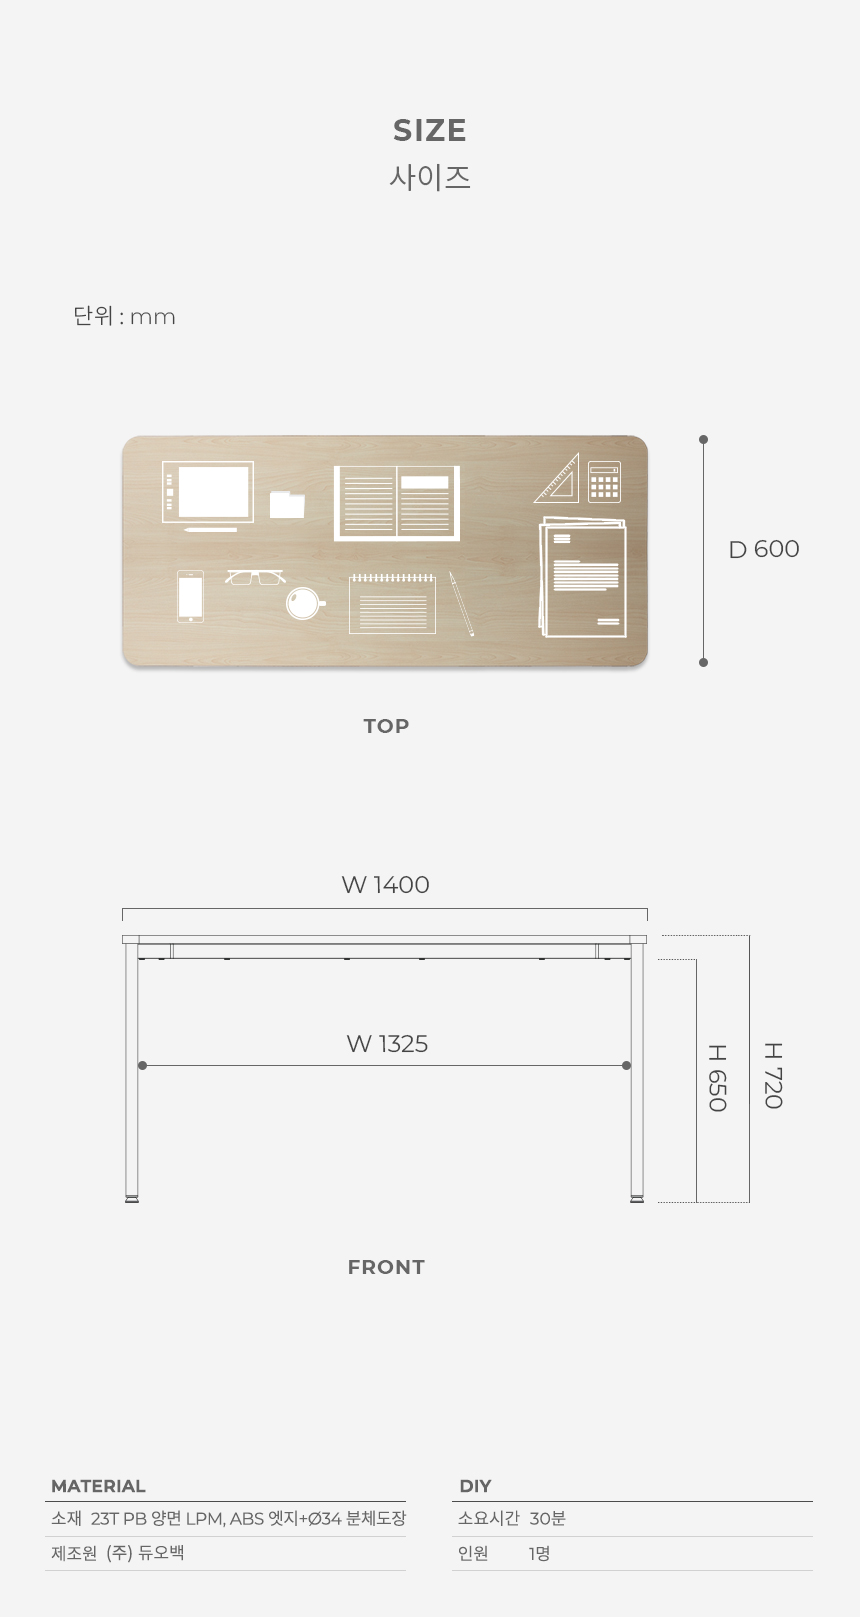 SIZE
사이즈
단위 : mm
D 600
TOP
W 1400
W 1325
H 650
H 720
FRONT
MATERIAL
소재 23T PB 양면 LPM, ABS 엣지+Ø34 분체도장
제조원 (주) 듀오백
DIY
소요시간 30분
인원 1명